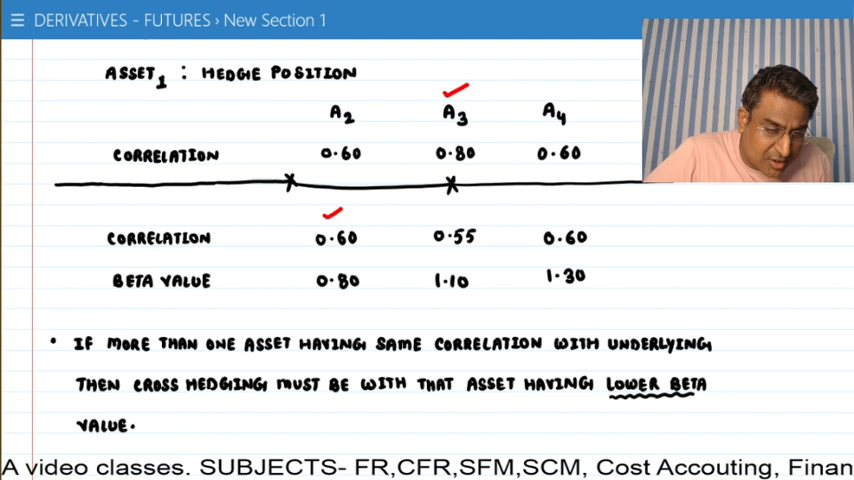 ☰ DERIVATIVES - FUTURES › New Section 1
ASSET1 : HEDGE POSITION
A2 A3 A4
CORRELATION 0.60 0.80 0.60
CORRELATION 0.60 0.55 0.60
BETA VALUE 0.80 1.10 1.30
• IF MORE THAN ONE ASSET HAVING SAME CORRELATION WITH UNDERLYING,
THEN CROSS HEDGING MUST BE WITH THAT ASSET HAVING LOWER BETA
VALUE.
A video classes. SUBJECTS- FR,CFR,SFM,SCM, Cost Accouting, Finan